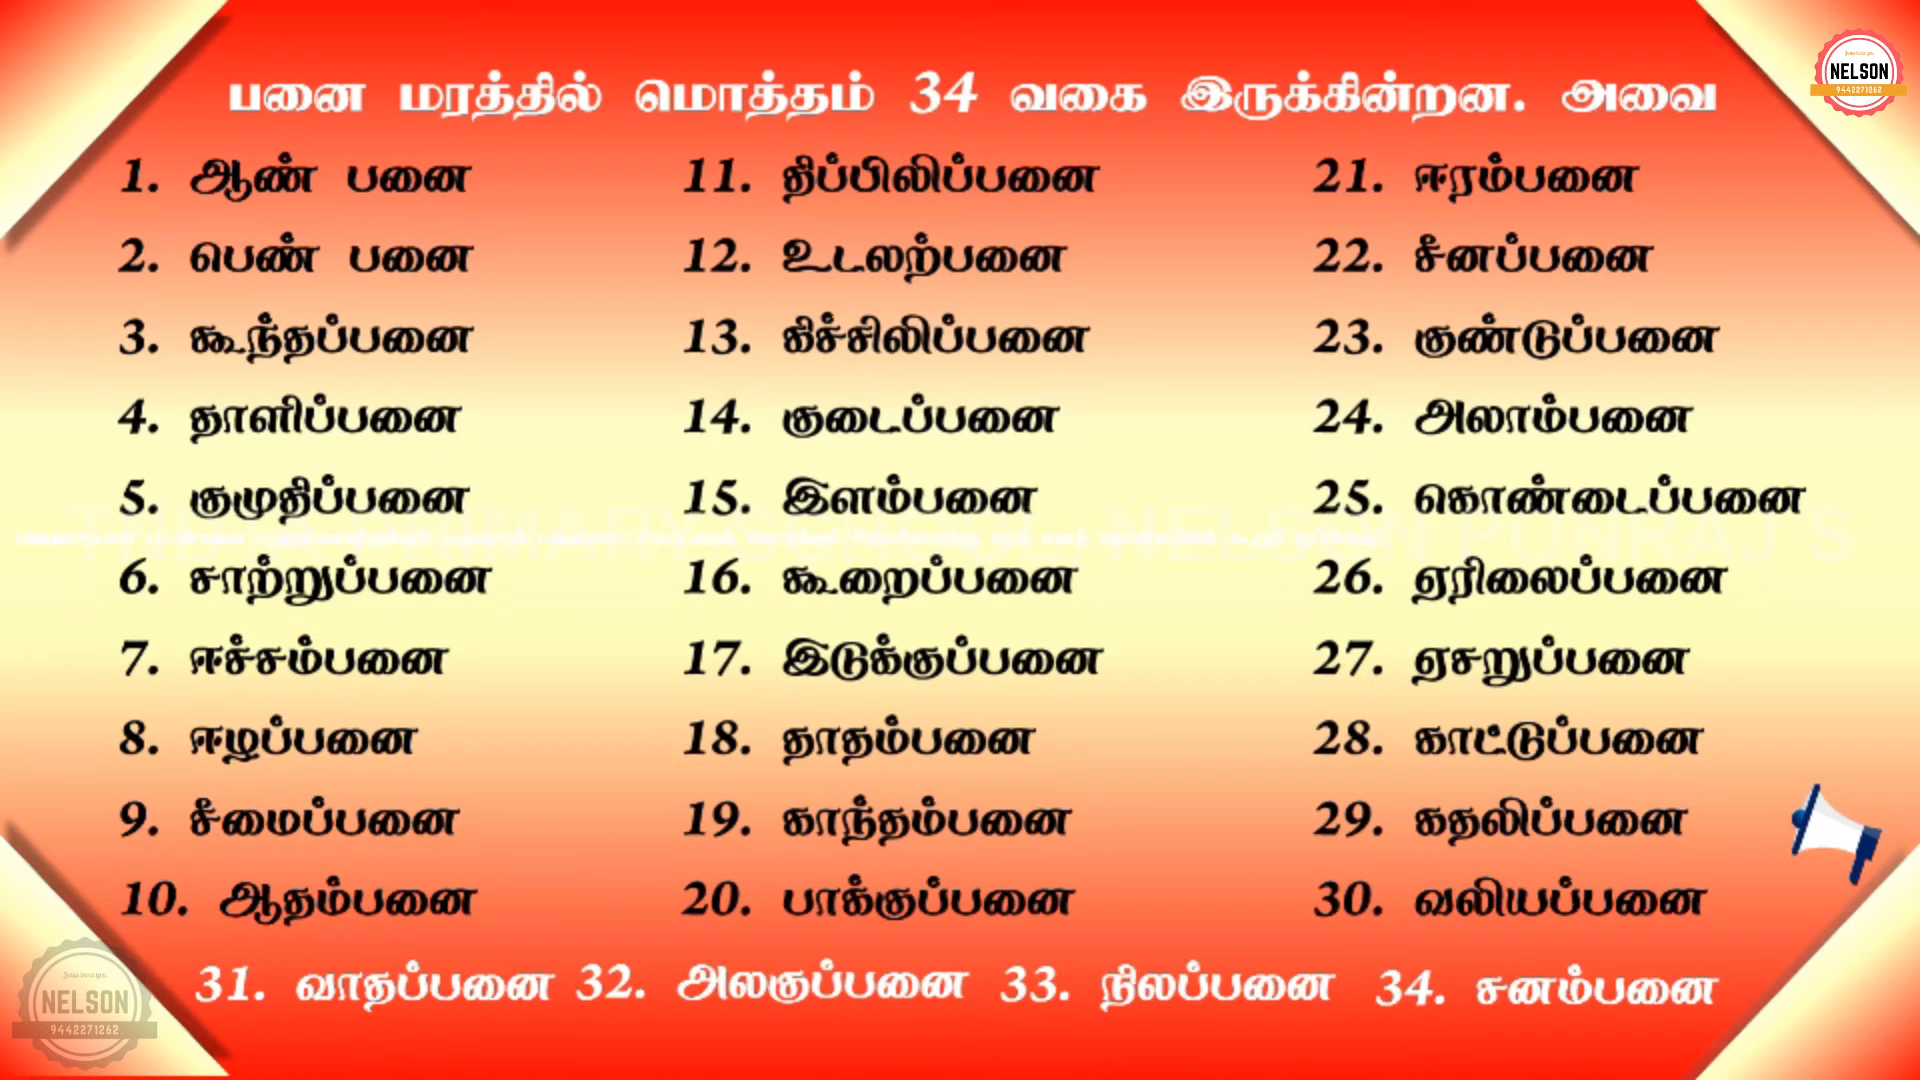 பனை மரத்தில் மொத்தம் 34 வகை இருக்கின்றன. அவை
NELSON
9442271262
1. ஆண் பனை
2. பெண் பனை
3. கூந்தப்பனை
4. தாளிப்பனை
5. குமுதிப்பனை
6. சாற்றுப்பனை
7. ஈச்சம்பனை
8. ஈழப்பனை
9. சீமைப்பனை
10. ஆதம்பனை
11. திப்பிலிப்பனை
12. உடலற்பனை
13. கிச்சிலிப்பனை
14. குடைப்பனை
15. இளம்பனை
16. கூறைப்பனை
17. இடுக்குப்பனை
18. தாதம்பனை
19. காந்தம்பனை
20. பாக்குப்பனை
21. ஈரம்பனை
22. சீனப்பனை
23. குண்டுப்பனை
24. அலாம்பனை
25. கொண்டைப்பனை
26. ஏரிலைப்பனை
27. ஏசறுப்பனை
28. காட்டுப்பனை
29. கதலிப்பனை
30. வலியப்பனை
31. வாதப்பனை 32. அலகுப்பனை 33. நிலப்பனை 34. சனம்பனை
NELSON
9442271262